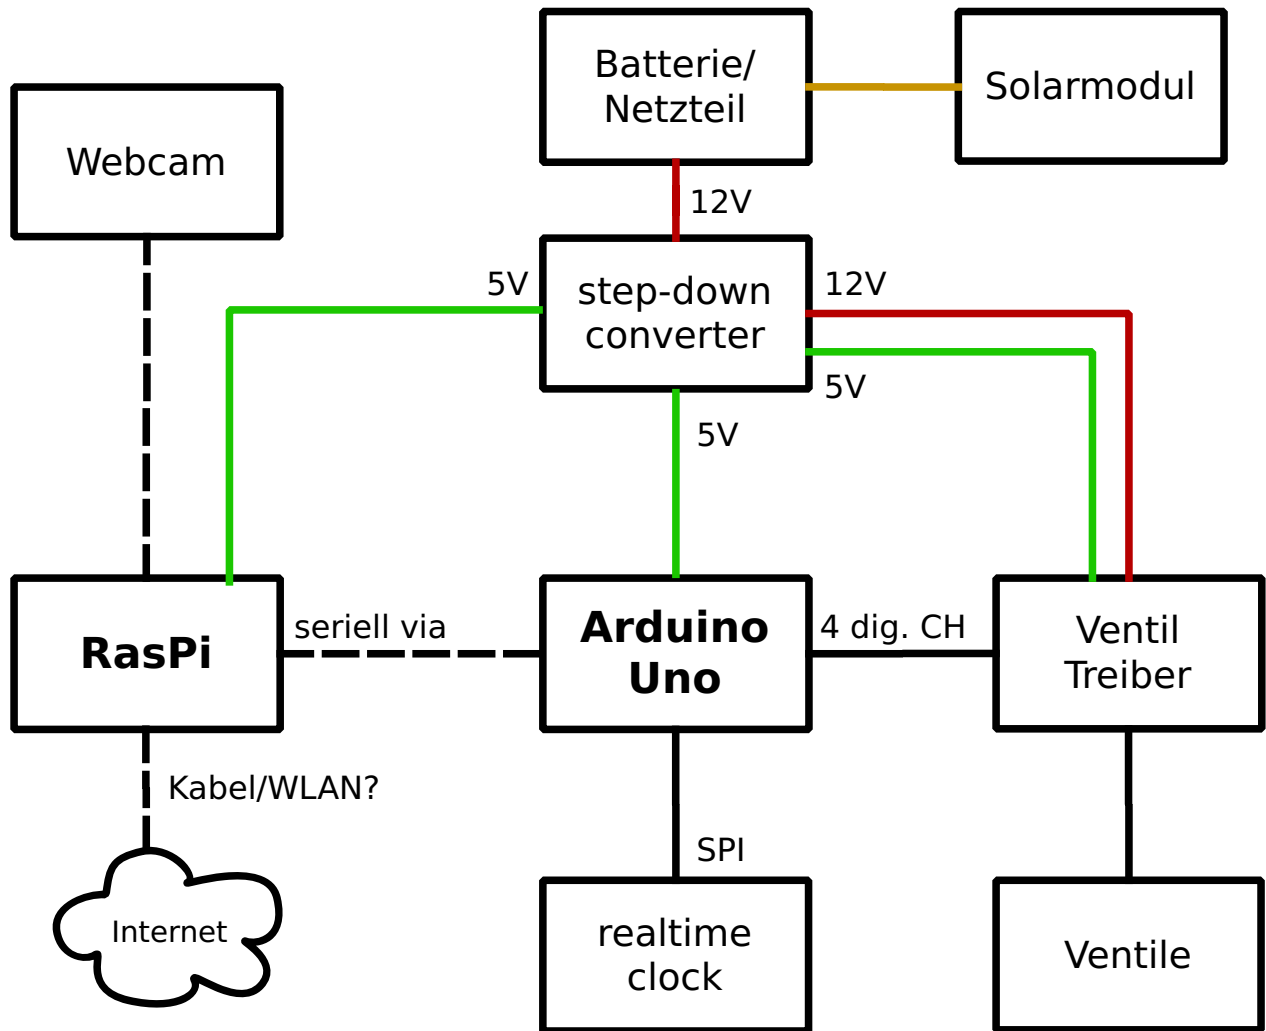 Batterie/
Netzteil
Solarmodul
Webcam
12V
5V
step-down
converter
12V
5V
5V
RasPi
seriell via
Arduino
Uno
4 dig. CH
Ventil
Treiber
Kabel/WLAN?
SPI
Internet
realtime
clock
Ventile